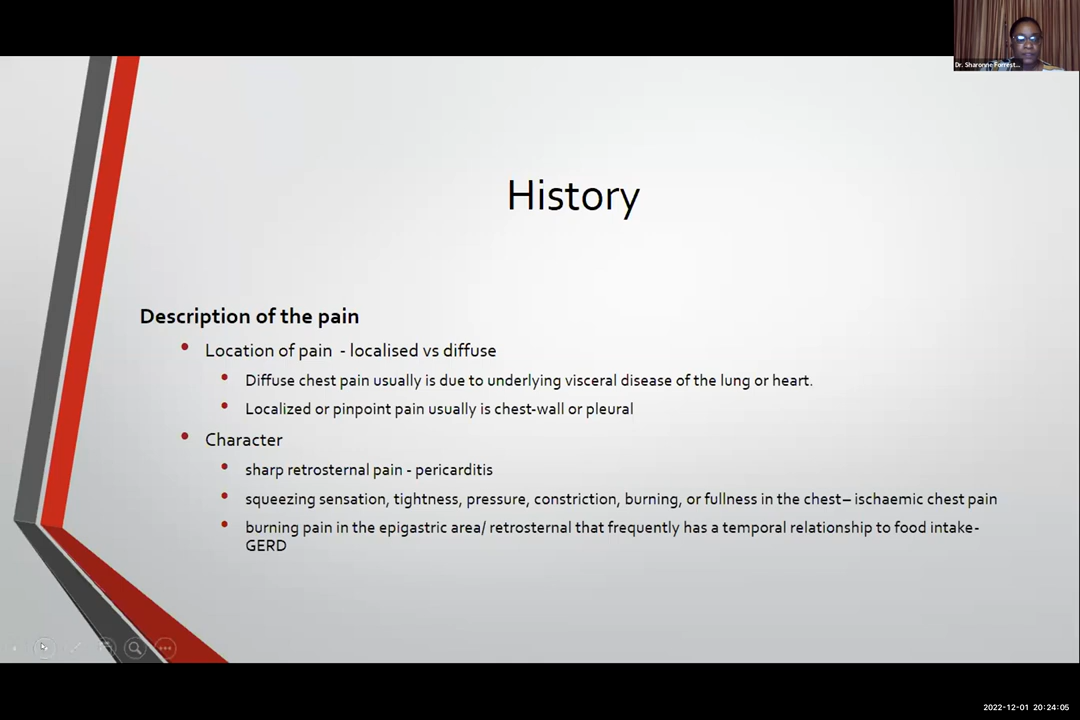 Dr. Sharonne Forrest...
History
Description of the pain
Location of pain - localised vs diffuse
Diffuse chest pain usually is due to underlying visceral disease of the lung or heart.
Localized or pinpoint pain usually is chest-wall or pleural
Character
sharp retrosternal pain - pericarditis
squeezing sensation, tightness, pressure, constriction, burning, or fullness in the chest– ischaemic chest pain
burning pain in the epigastric area/ retrosternal that frequently has a temporal relationship to food intake-
GERD
2022-12-01 20:24:05